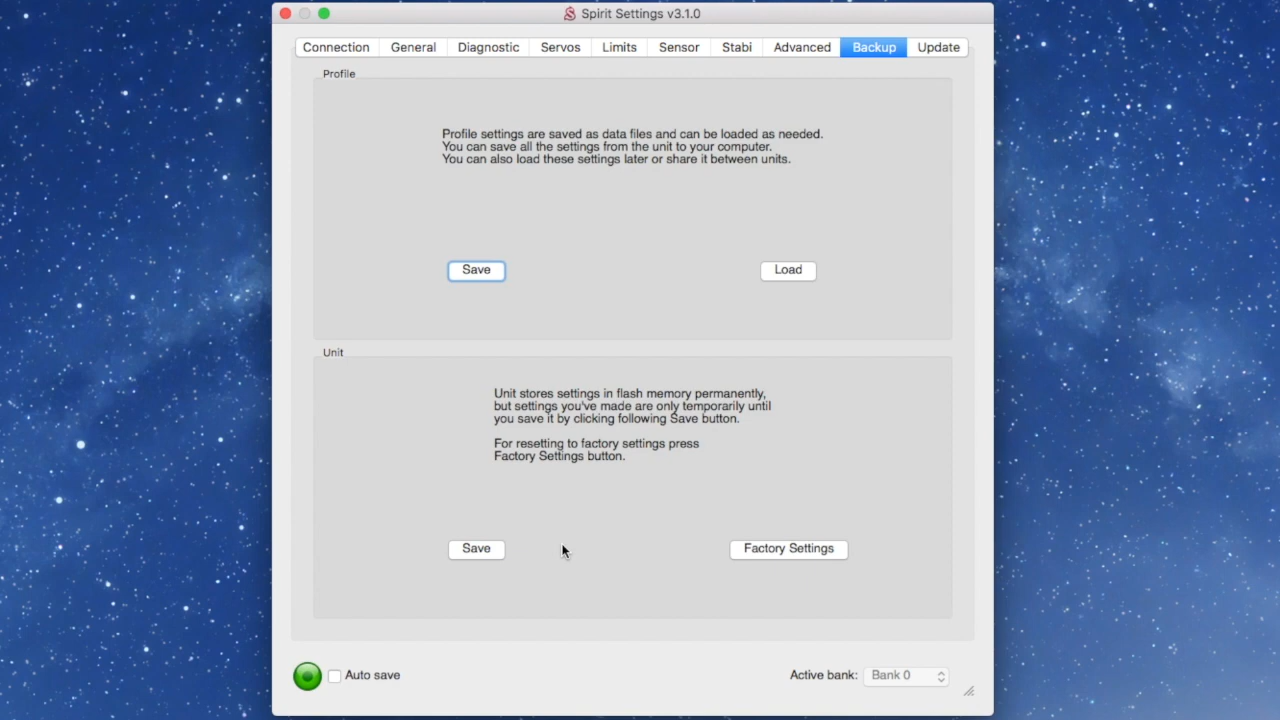 Spirit Settings v3.1.0
Connection General Diagnostic Servos Limits Sensor Stabi Advanced Backup Update
Profile
Profile settings are saved as data files and can be loaded as needed.
You can save all the settings from the unit to your computer.
You can also load these settings later or share it between units.
Save Load
Unit
Unit stores settings in flash memory permanently,
but settings you've made are only temporarily until
you save it by clicking following Save button.
For resetting to factory settings press
Factory Settings button.
Save Factory Settings
Auto save Active bank: Bank 0